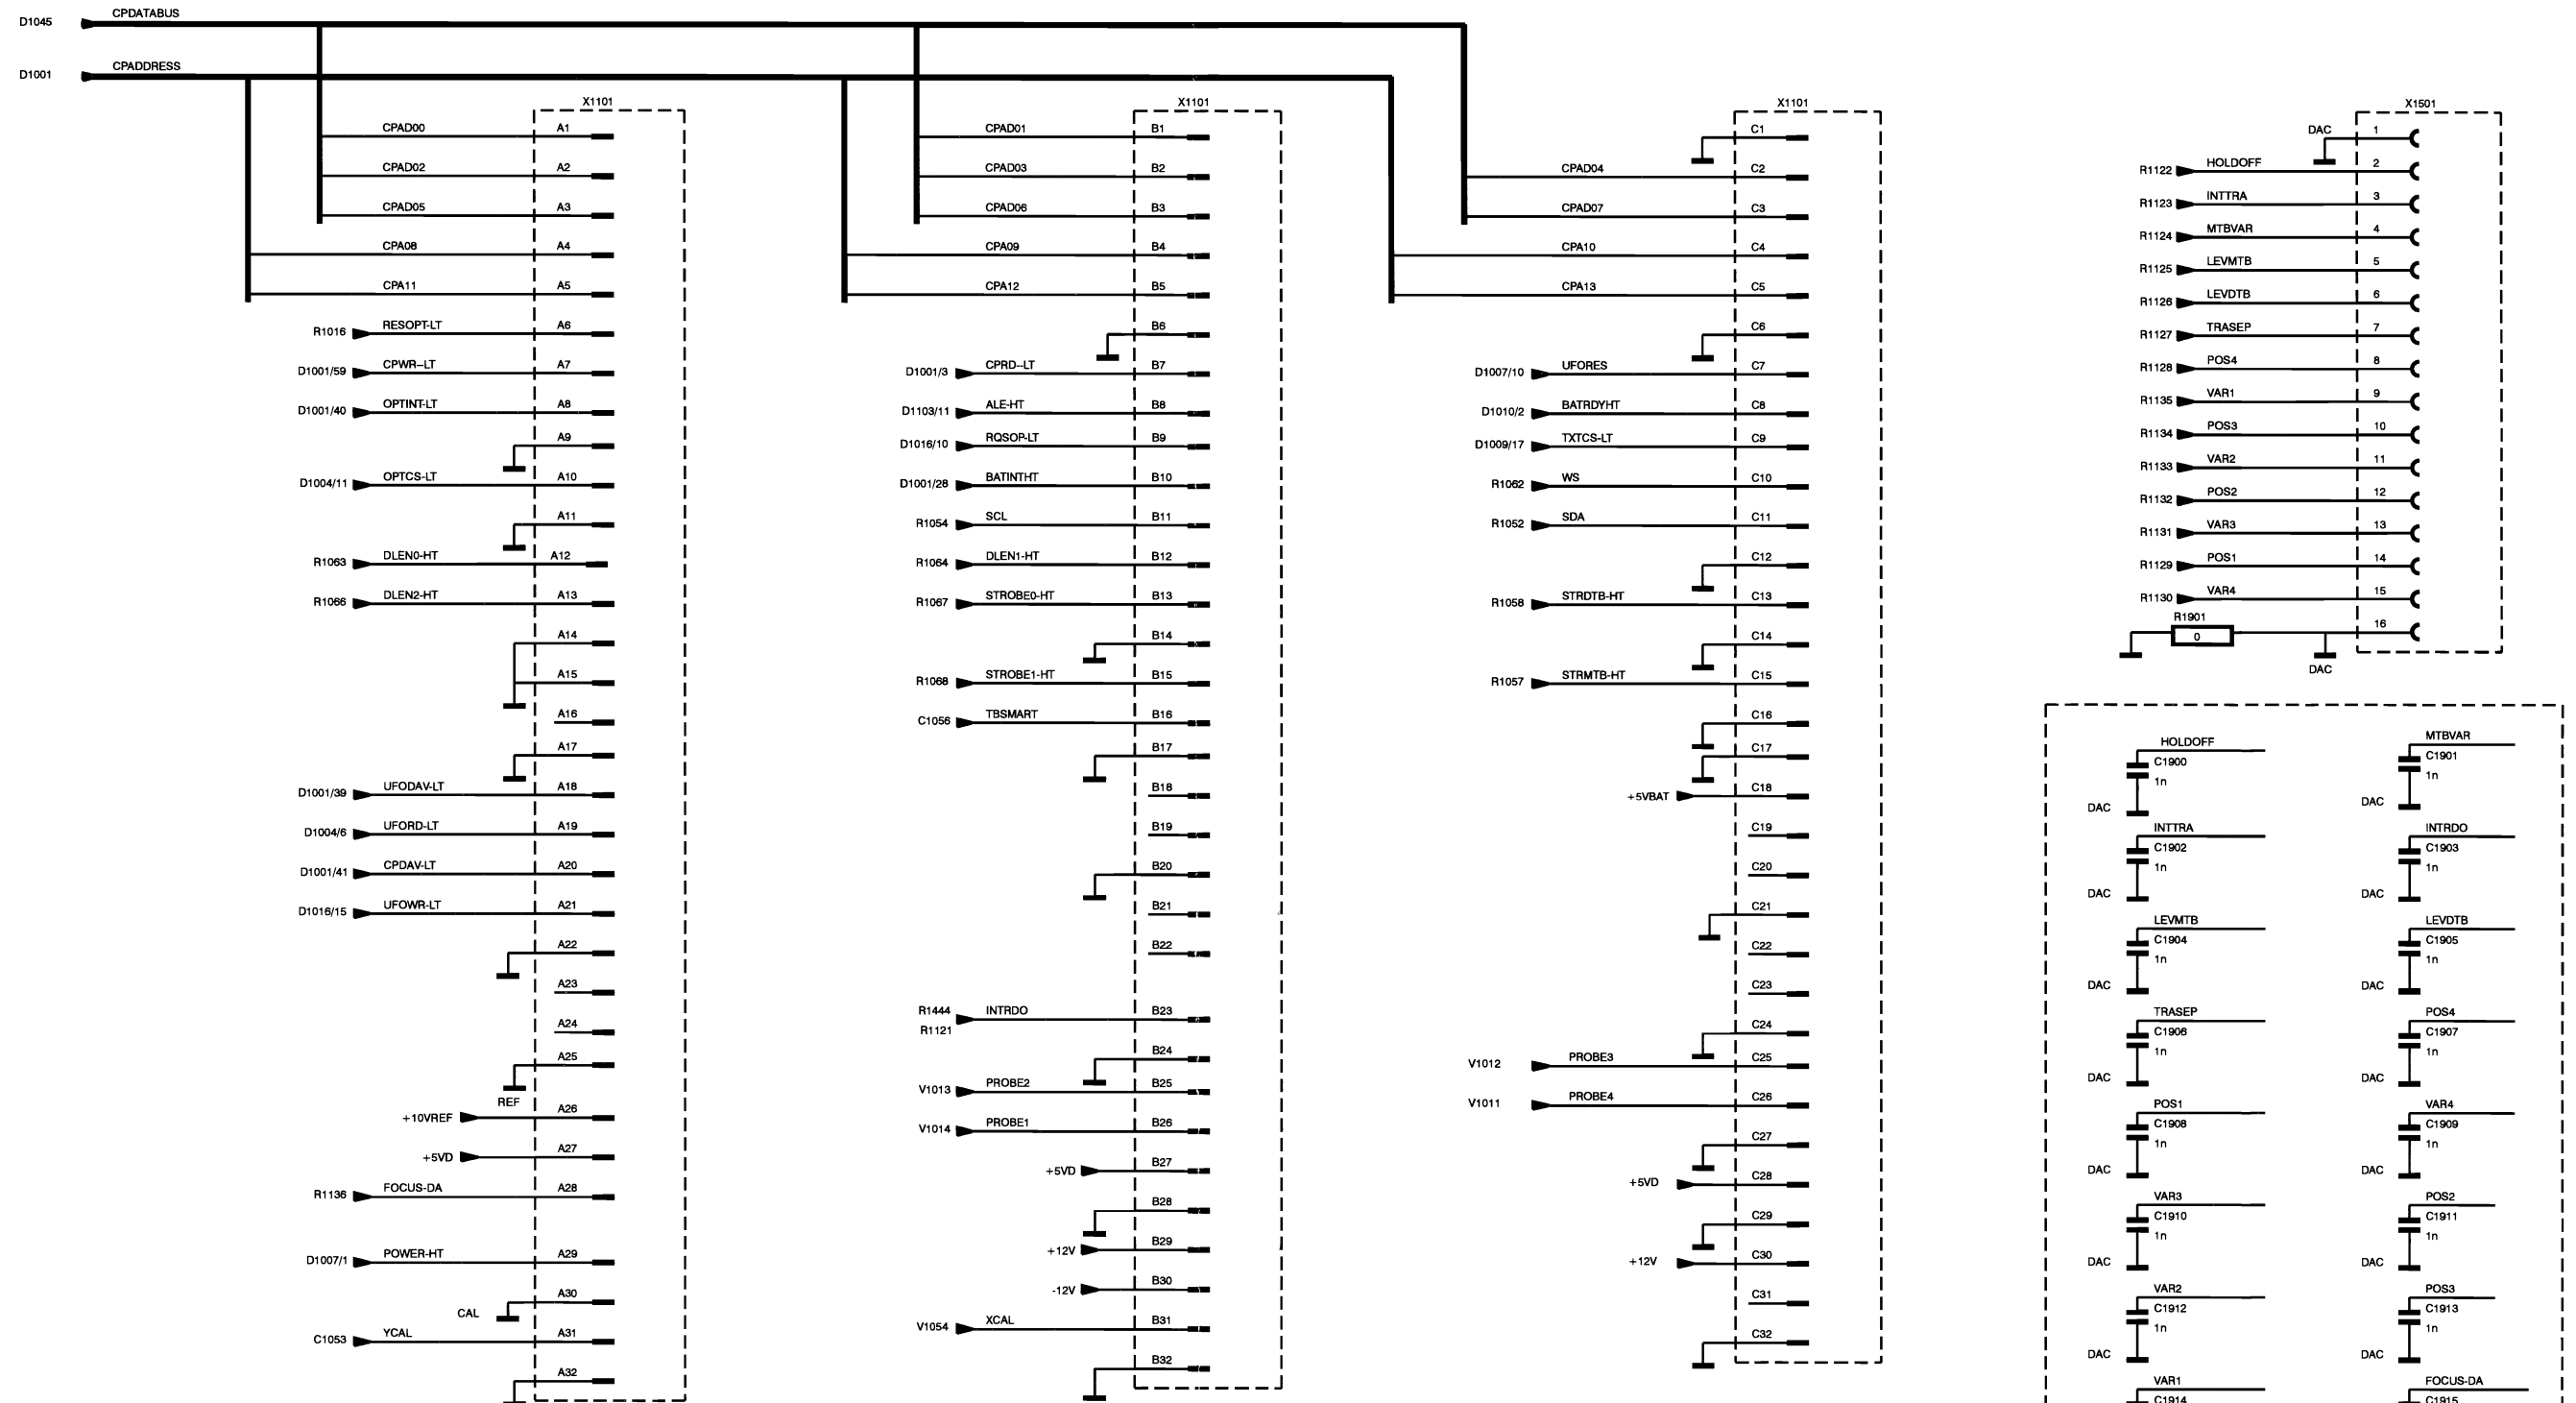 D1045 CPDATABUS
D1001 CPADDRESS
X1101
CPAD00 A1
CPAD02 A2
CPAD05 A3
CPA08 A4
CPA11 A5
R1016 RESOPT-LT A6
D1001/59 CPWR--LT A7
D1001/40 OPTINT-LT A8
A9
D1004/11 OPTCS-LT A10
A11
R1063 DLEN0-HT A12
R1066 DLEN2-HT A13
A14
A15
A16
A17
D1001/39 UFODAV-LT A18
D1004/6 UFORD-LT A19
D1001/41 CPDAV-LT A20
D1016/15 UFOWR-LT A21
A22
A23
A24
A25
REF
+10VREF A26
+5VD A27
R1136 FOCUS-DA A28
D1007/1 POWER-HT A29
CAL A30
C1053 YCAL A31
A32
X1101
CPAD01 B1
CPAD03 B2
CPAD06 B3
CPA09 B4
CPA12 B5
B6
D1001/3 CPRD--LT B7
D1103/11 ALE-HT B8
D1016/10 RQSOP-LT B9
D1001/28 BATINTHT B10
R1054 SCL B11
R1064 DLEN1-HT B12
R1067 STROBE0-HT B13
B14
R1068 STROBE1-HT B15
C1056 TBSMART B16
B17
B18
B19
B20
B21
B22
R1444 INTRDO B23
R1121
B24
V1013 PROBE2 B25
V1014 PROBE1 B26
+5VD B27
B28
+12V B29
-12V B30
V1054 XCAL B31
B32
X1101
C1
CPAD04 C2
CPAD07 C3
CPA10 C4
CPA13 C5
C6
D1007/10 UFORES C7
D1010/2 BATRDYHT C8
D1009/17 TXTCS-LT C9
R1062 WS C10
R1052 SDA C11
C12
R1058 STRDTB-HT C13
C14
R1057 STRMTB-HT C15
C16
C17
+5VBAT C18
C19
C20
C21
C22
C23
C24
V1012 PROBE3 C25
V1011 PROBE4 C26
C27
+5VD C28
C29
+12V C30
C31
C32
X1501
DAC 1
R1122 HOLDOFF 2
R1123 INTTRA 3
R1124 MTBVAR 4
R1125 LEVMTB 5
R1126 LEVDTB 6
R1127 TRASEP 7
R1128 POS4 8
R1135 VAR1 9
R1134 POS3 10
R1133 VAR2 11
R1132 POS2 12
R1131 VAR3 13
R1129 POS1 14
R1130 VAR4 15
R1901 16
0
DAC
HOLDOFF MTBVAR
C1900 C1901
1n 1n
DAC DAC
INTTRA INTRDO
C1902 C1903
1n 1n
DAC DAC
LEVMTB LEVDTB
C1904 C1905
1n 1n
DAC DAC
TRASEP POS4
C1906 C1907
1n 1n
DAC DAC
POS1 VAR4
C1908 C1909
1n 1n
DAC DAC
VAR3 POS2
C1910 C1911
1n 1n
DAC DAC
VAR2 POS3
C1912 C1913
1n 1n
DAC DAC
VAR1 FOCUS-DA
C1914 C1915